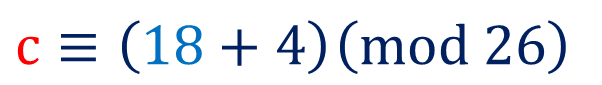 c ≡ (18 + 4)(mod 26)